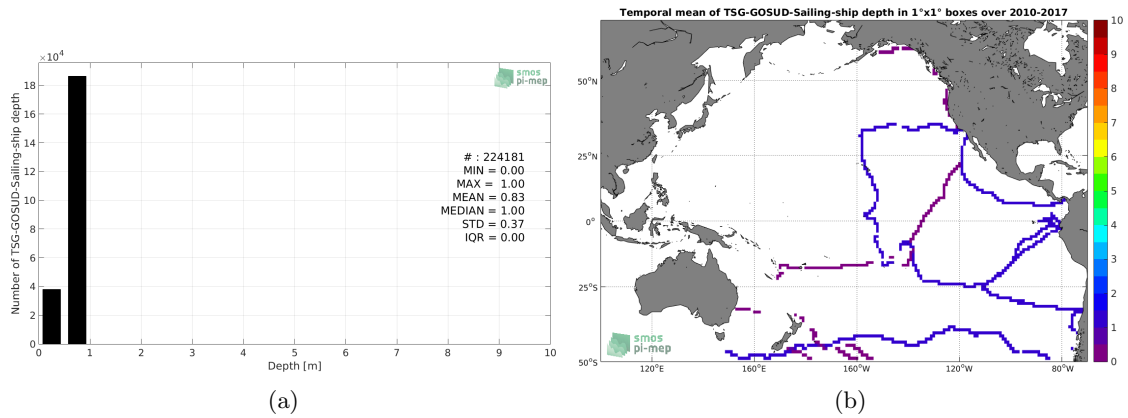 ×10⁴
18
16
14
12
10
8
6
4
2
0
Number of TSG-GOSUD-Sailing-ship depth
smos
pi-mep
# : 224181
MIN = 0.00
MAX = 1.00
MEAN = 0.83
MEDIAN = 1.00
STD = 0.37
IQR = 0.00
0 1 2 3 4 5 6 7 8 9 10
Depth [m]
(a)
Temporal mean of TSG-GOSUD-Sailing-ship depth in 1°x1° boxes over 2010-2017
50°N
25°N
0°
25°S
50°S
smos
pi-mep
120°E 160°E 160°W 120°W 80°W
10
9
8
7
6
5
4
3
2
1
0
(b)